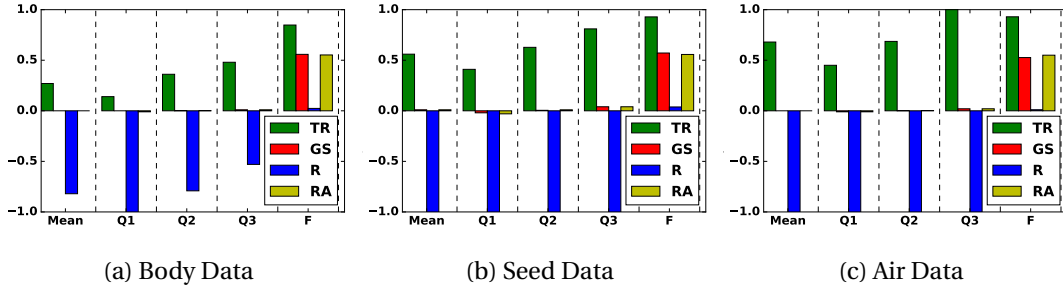 1.0
0.5
0.0
−0.5
−1.0
Mean Q1 Q2 Q3 F
TR
GS
R
RA
(a) Body Data
1.0
0.5
0.0
−0.5
−1.0
Mean Q1 Q2 Q3 F
TR
GS
R
RA
(b) Seed Data
1.0
0.5
0.0
−0.5
−1.0
Mean Q1 Q2 Q3 F
TR
GS
R
RA
(c) Air Data